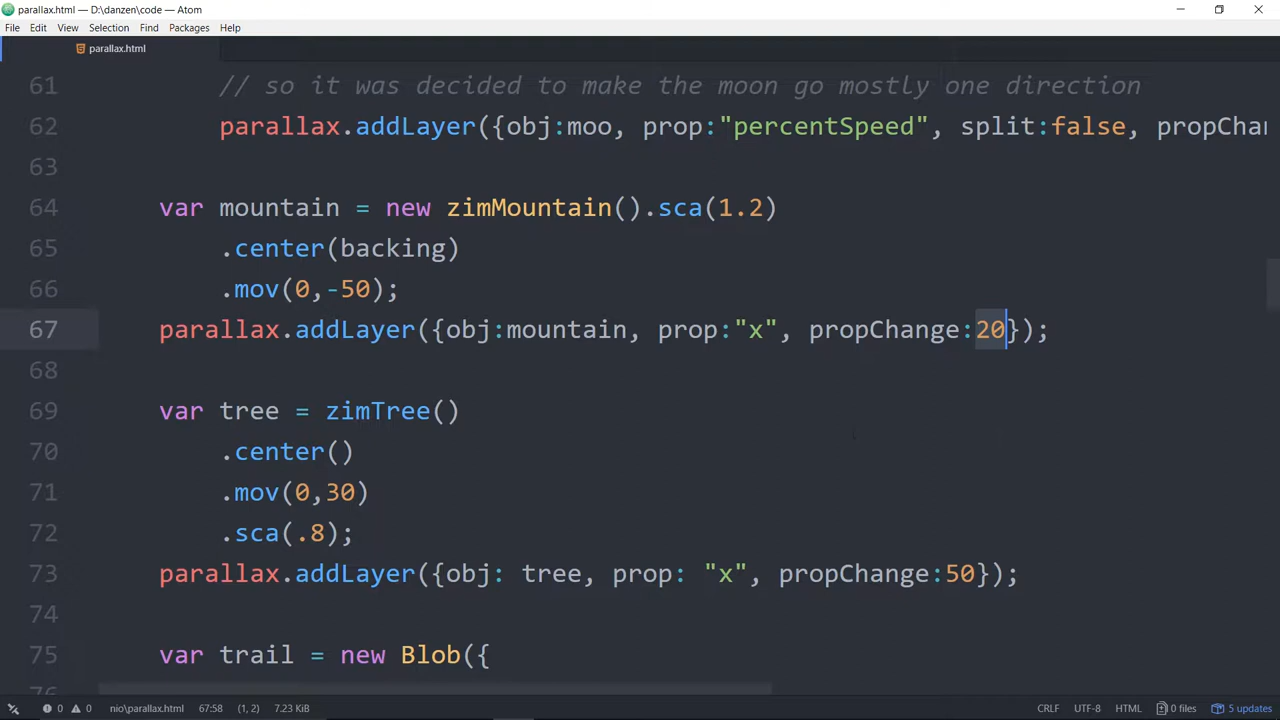 parallax.html — D:\danzen\code — Atom
File Edit View Selection Find Packages Help
parallax.html
61 // so it was decided to make the moon go mostly one direction
62 parallax.addLayer({obj:moo, prop:"percentSpeed", split:false, propChan
63
64 var mountain = new zimMountain().sca(1.2)
65 .center(backing)
66 .mov(0,-50);
67 parallax.addLayer({obj:mountain, prop:"x", propChange:20});
68
69 var tree = zimTree()
70 .center()
71 .mov(0,30)
72 .sca(.8);
73 parallax.addLayer({obj: tree, prop: "x", propChange:50});
74
75 var trail = new Blob({
76
0 0 nio\parallax.html 67:58 (1, 2) 7.23 KiB CRLF UTF-8 HTML 0 files 5 updates